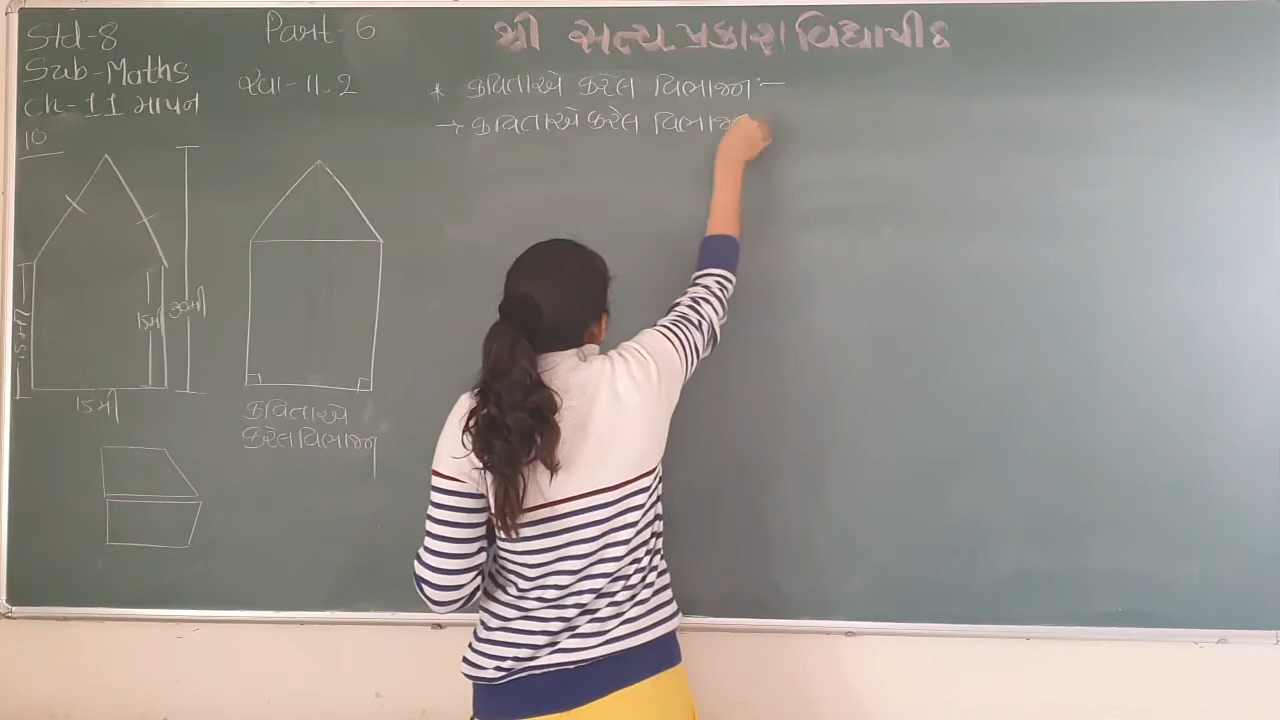 Std-8
Sub-Maths
Ch-11 માપન
10
Part-6
સ્વા-11.2
શ્રી સત્ય પ્રકાશ વિદ્યાપીઠ
* કવિતાએ કરેલ વિભાજન :-
→ કવિતાએ કરેલ વિભાજન
15મી
15મી
30મી
15મી
કવિતાએ
કરેલ વિભાજન